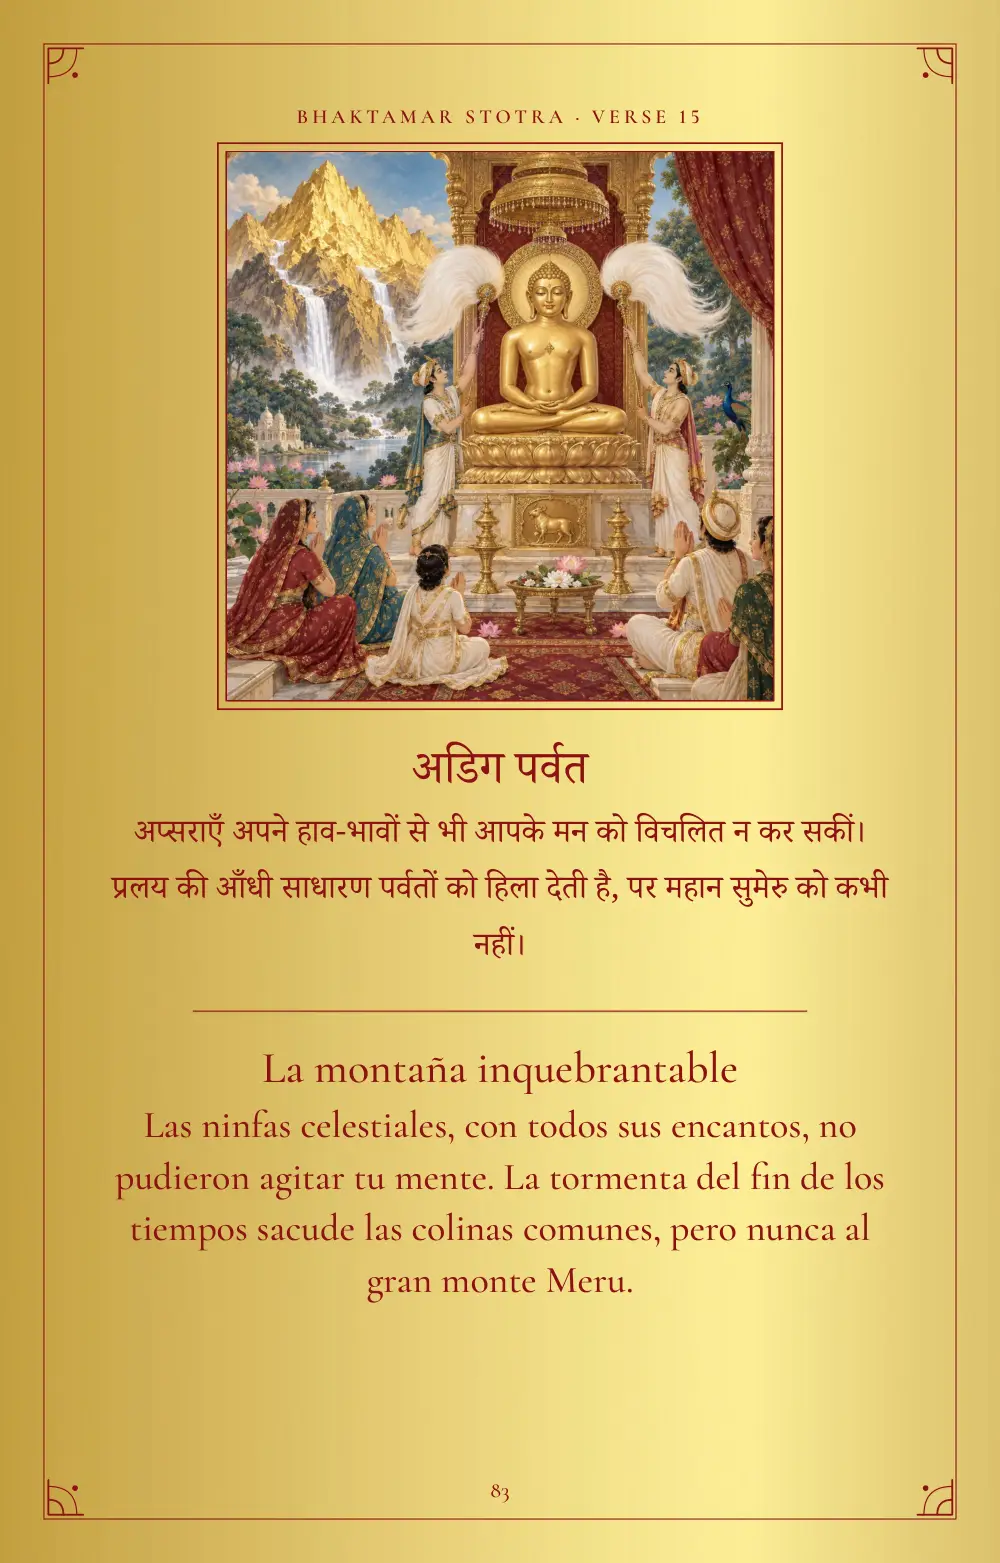 BHAKTAMAR STOTRA · VERSE 15
अडिग पर्वत
अप्सराएँ अपने हाव-भावों से भी आपके मन को विचलित न कर सकीं।
प्रलय की आँधी साधारण पर्वतों को हिला देती है, पर महान सुमेरु को कभी
नहीं।
La montaña inquebrantable
Las ninfas celestiales, con todos sus encantos, no
pudieron agitar tu mente. La tormenta del fin de los
tiempos sacude las colinas comunes, pero nunca al
gran monte Meru.
83